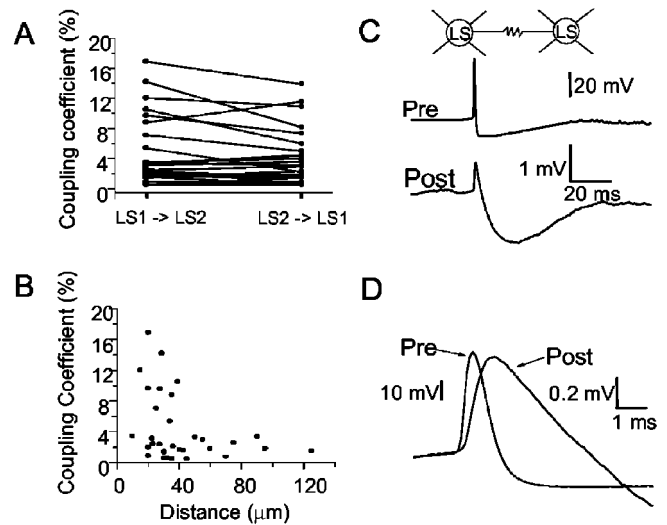 A
Coupling coefficient (%)
20
16
12
8
4
0
LS1 -> LS2
LS2 -> LS1
B
Coupling Coefficient (%)
20
16
12
8
4
0
0
40
80
120
Distance (µm)
C
LS
LS
Pre
20 mV
Post
1 mV
20 ms
D
Pre
Post
10 mV
0.2 mV
1 ms